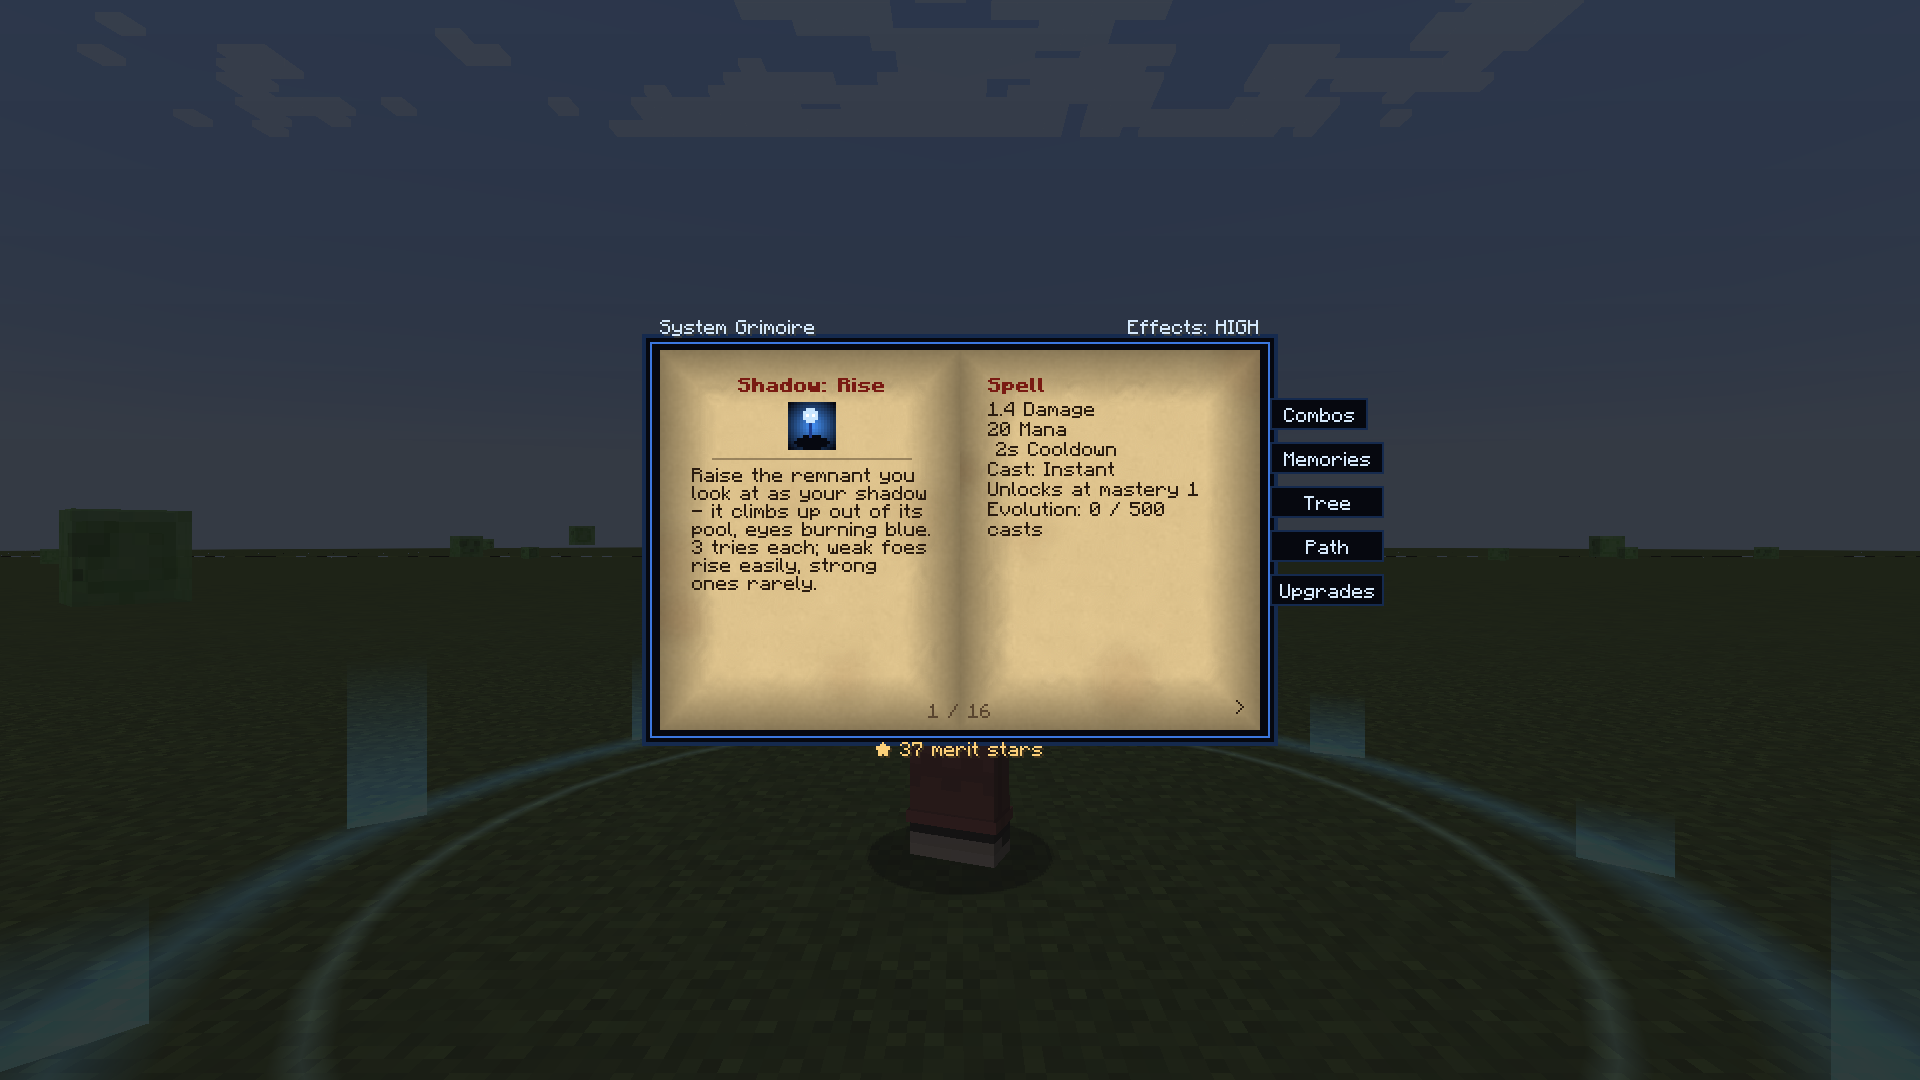 System Grimoire
Effects: HIGH
Shadow: Rise
Raise the remnant you
look at as your shadow
- it climbs up out of its
pool, eyes burning blue.
3 tries each; weak foes
rise easily, strong
ones rarely.
Spell
1.4 Damage
20 Mana
2s Cooldown
Cast: Instant
Unlocks at mastery 1
Evolution: 0 / 500
casts
1 / 16
>
Combos
Memories
Tree
Path
Upgrades
★ 37 merit stars